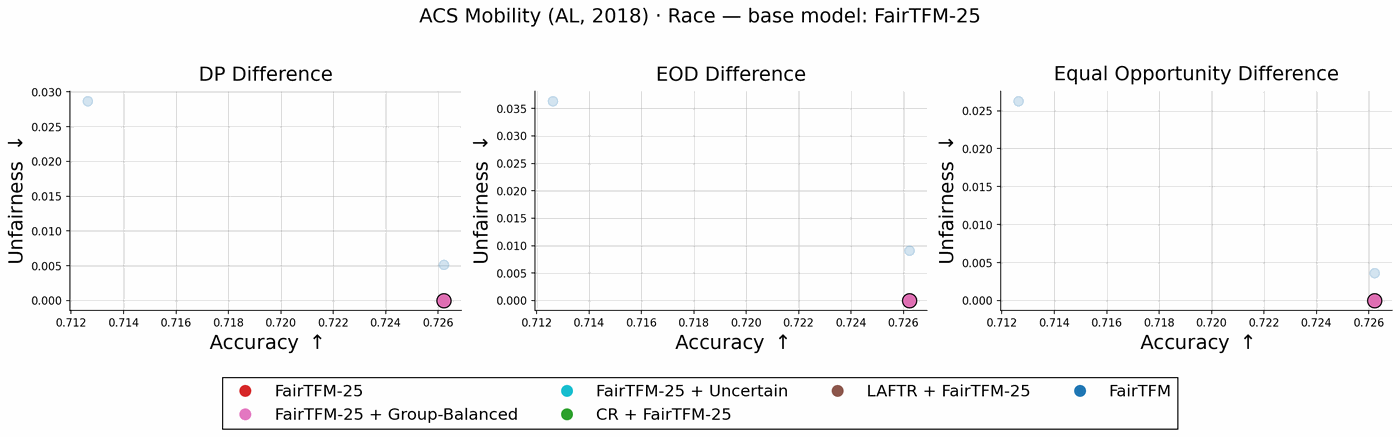 ACS Mobility (AL, 2018) · Race — base model: FairTFM-25
DP Difference
EOD Difference
Equal Opportunity Difference
Unfairness ↓
0.030
0.025
0.020
0.015
0.010
0.005
0.000
0.712 0.714 0.716 0.718 0.720 0.722 0.724 0.726
Accuracy ↑
Unfairness ↓
0.035
0.030
0.025
0.020
0.015
0.010
0.005
0.000
0.712 0.714 0.716 0.718 0.720 0.722 0.724 0.726
Accuracy ↑
Unfairness ↓
0.025
0.020
0.015
0.010
0.005
0.000
0.712 0.714 0.716 0.718 0.720 0.722 0.724 0.726
Accuracy ↑
FairTFM-25
FairTFM-25 + Group-Balanced
FairTFM-25 + Uncertain
CR + FairTFM-25
LAFTR + FairTFM-25
FairTFM